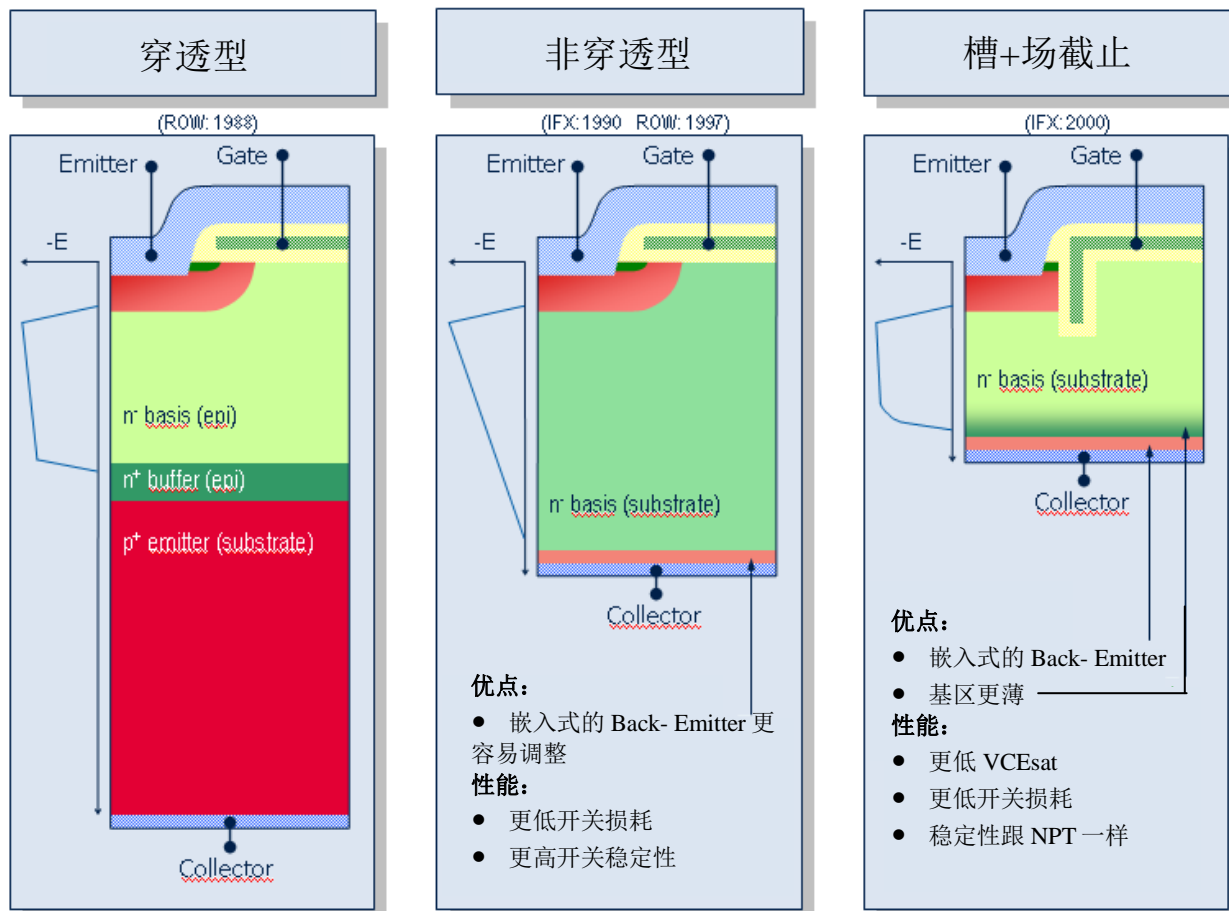 穿透型
(ROW: 1988)
Emitter
Gate
-E
n⁻ basis (epi)
n⁺ buffer (epi)
p⁺ emitter (substrate)
Collector
非穿透型
(IFX: 1990 ROW: 1997)
Emitter
Gate
-E
n⁻ basis (substrate)
Collector
优点：
● 嵌入式的 Back- Emitter 更
容易调整
性能：
● 更低开关损耗
● 更高开关稳定性
槽+场截止
(IFX: 2000)
Emitter
Gate
-E
n⁻ basis (substrate)
Collector
优点：
● 嵌入式的 Back- Emitter
● 基区更薄
性能：
● 更低 VCEsat
● 更低开关损耗
● 稳定性跟 NPT 一样